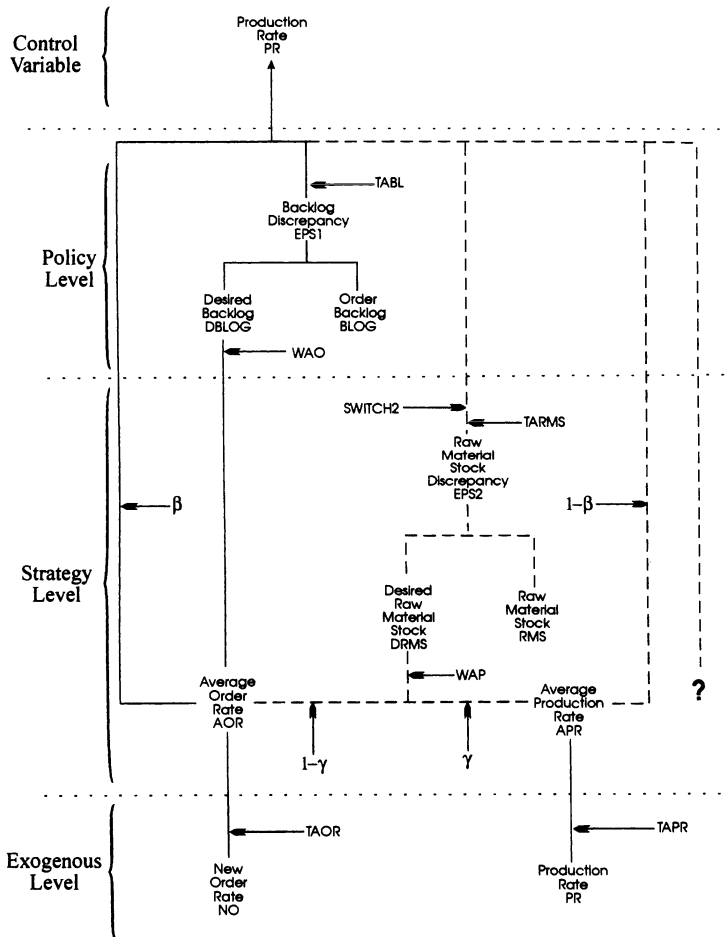 Production
Rate
PR
Control
Variable
TABL
Backlog
Discrepancy
EPS1
Policy
Level
Desired
Backlog
DBLOG
Order
Backlog
BLOG
WAO
SWITCH2
TARMS
Raw
Material
Stock
Discrepancy
EPS2
β
1-β
Strategy
Level
Desired
Raw
Material
Stock
DRMS
Raw
Material
Stock
RMS
WAP
Average
Order
Rate
AOR
Average
Production
Rate
APR
?
1-γ
γ
TAOR
TAPR
Exogenous
Level
New
Order
Rate
NO
Production
Rate
PR